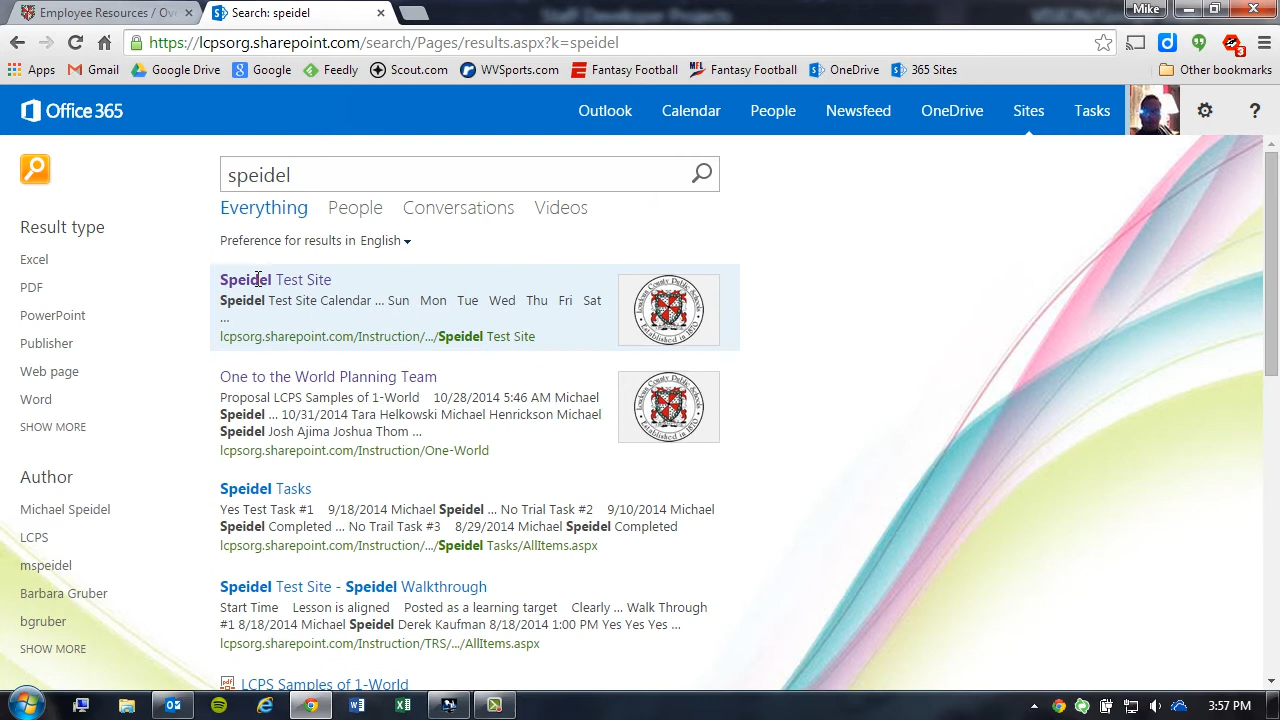 Employee Resources / Ov
Search: speidel
Mike
https://lcpsorg.sharepoint.com/search/Pages/results.aspx?k=speidel
3
Apps Gmail Google Drive Google Feedly Scout.com WVSports.com Fantasy Football Fantasy Football OneDrive 365 Sites Other bookmarks
Office 365
Outlook Calendar People Newsfeed OneDrive Sites Tasks ?
speidel
Everything People Conversations Videos
Preference for results in English
Result type
Excel
PDF
PowerPoint
Publisher
Web page
Word
SHOW MORE
Author
Michael Speidel
LCPS
mspeidel
Barbara Gruber
bgruber
SHOW MORE
Speidel Test Site
Speidel Test Site Calendar ... Sun Mon Tue Wed Thu Fri Sat
...
lcpsorg.sharepoint.com/Instruction/.../Speidel Test Site
One to the World Planning Team
Proposal LCPS Samples of 1-World 10/28/2014 5:46 AM Michael
Speidel ... 10/31/2014 Tara Helkowski Michael Henrickson Michael
Speidel Josh Ajima Joshua Thom ...
lcpsorg.sharepoint.com/Instruction/One-World
Speidel Tasks
Yes Test Task #1 9/18/2014 Michael Speidel ... No Trial Task #2 9/10/2014 Michael
Speidel Completed ... No Trail Task #3 8/29/2014 Michael Speidel Completed
lcpsorg.sharepoint.com/Instruction/.../Speidel Tasks/AllItems.aspx
Speidel Test Site - Speidel Walkthrough
Start Time Lesson is aligned Posted as a learning target Clearly ... Walk Through
#1 8/18/2014 Michael Speidel Derek Kaufman 8/18/2014 1:00 PM Yes Yes Yes ...
lcpsorg.sharepoint.com/Instruction/TRS/.../AllItems.aspx
LCPS Samples of 1-World
3:57 PM